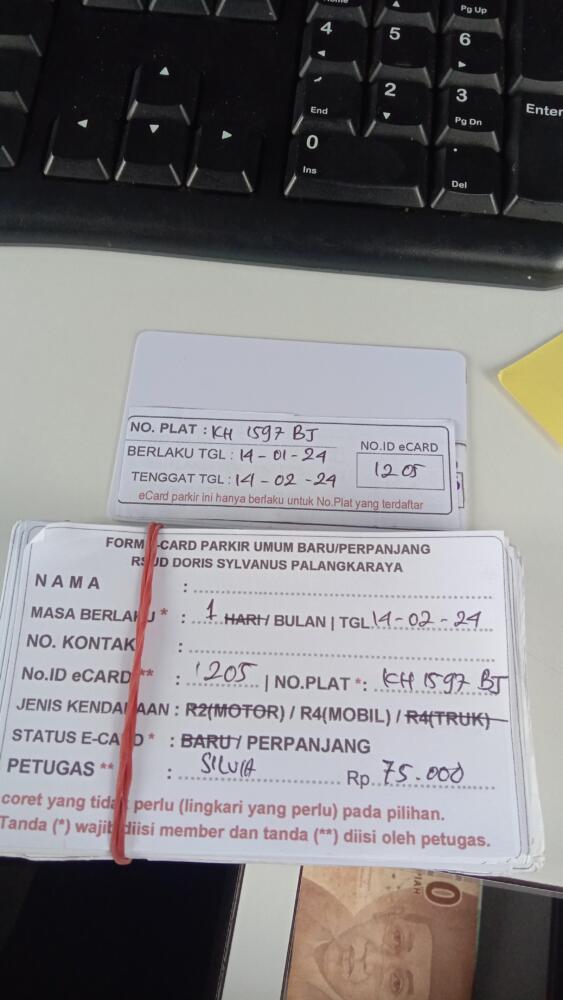 Pg Up
4
5
6
End
2
3
Pg Dn
Enter
0
Ins
.
Del
NO. PLAT : KH 1597 BJ
BERLAKU TGL : 14-01-24
NO.ID eCARD
1205
TENGGAT TGL : 14-02-24
eCard parkir ini hanya berlaku untuk No.Plat yang terdaftar
FORM E-CARD PARKIR UMUM BARU/PERPANJANG
RSUD DORIS SYLVANUS PALANGKARAYA
NAMA :
MASA BERLAKU * : 1 HARI / BULAN | TGL 14-02-24
NO. KONTAK :
No.ID eCARD ** : 1205 | NO.PLAT * : KH 1597 BJ
JENIS KENDARAAN : R2(MOTOR) / R4(MOBIL) / R4(TRUK)
STATUS E-CARD * : BARU / PERPANJANG
PETUGAS ** : SILVIA Rp 75.000
coret yang tidak perlu (lingkari yang perlu) pada pilihan.
Tanda (*) wajib diisi member dan tanda (**) diisi oleh petugas.
0